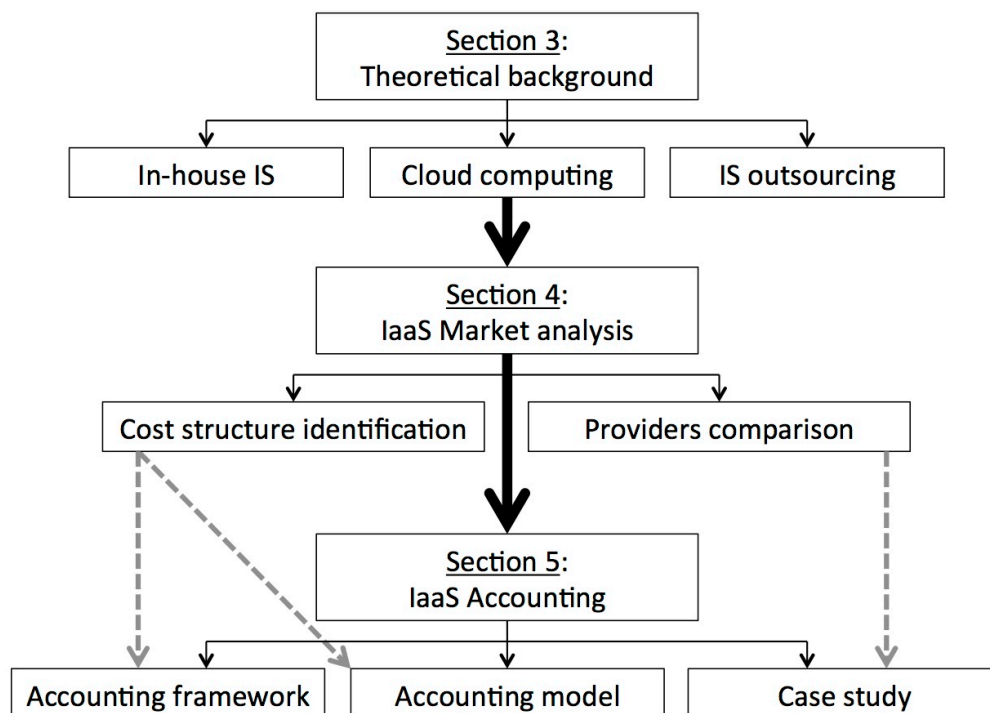 Section 3:
Theoretical background
In-house IS
Cloud computing
IS outsourcing
Section 4:
IaaS Market analysis
Cost structure identification
Providers comparison
Section 5:
IaaS Accounting
Accounting framework
Accounting model
Case study